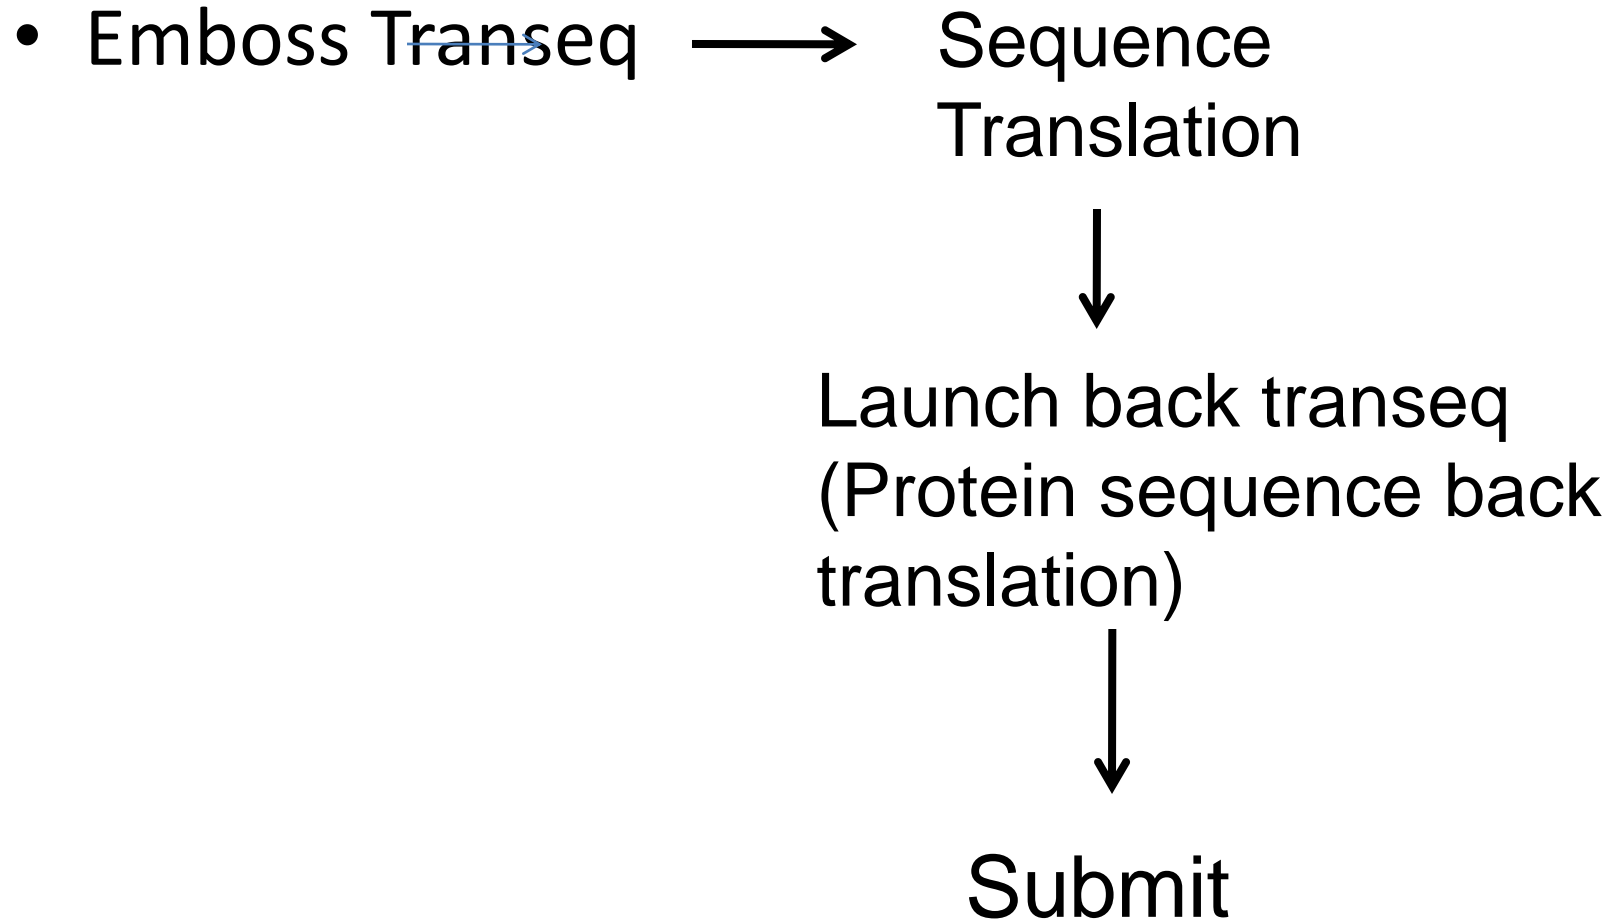 • Emboss Transeq
Sequence
Translation
Launch back transeq
(Protein sequence back
translation)
Submit